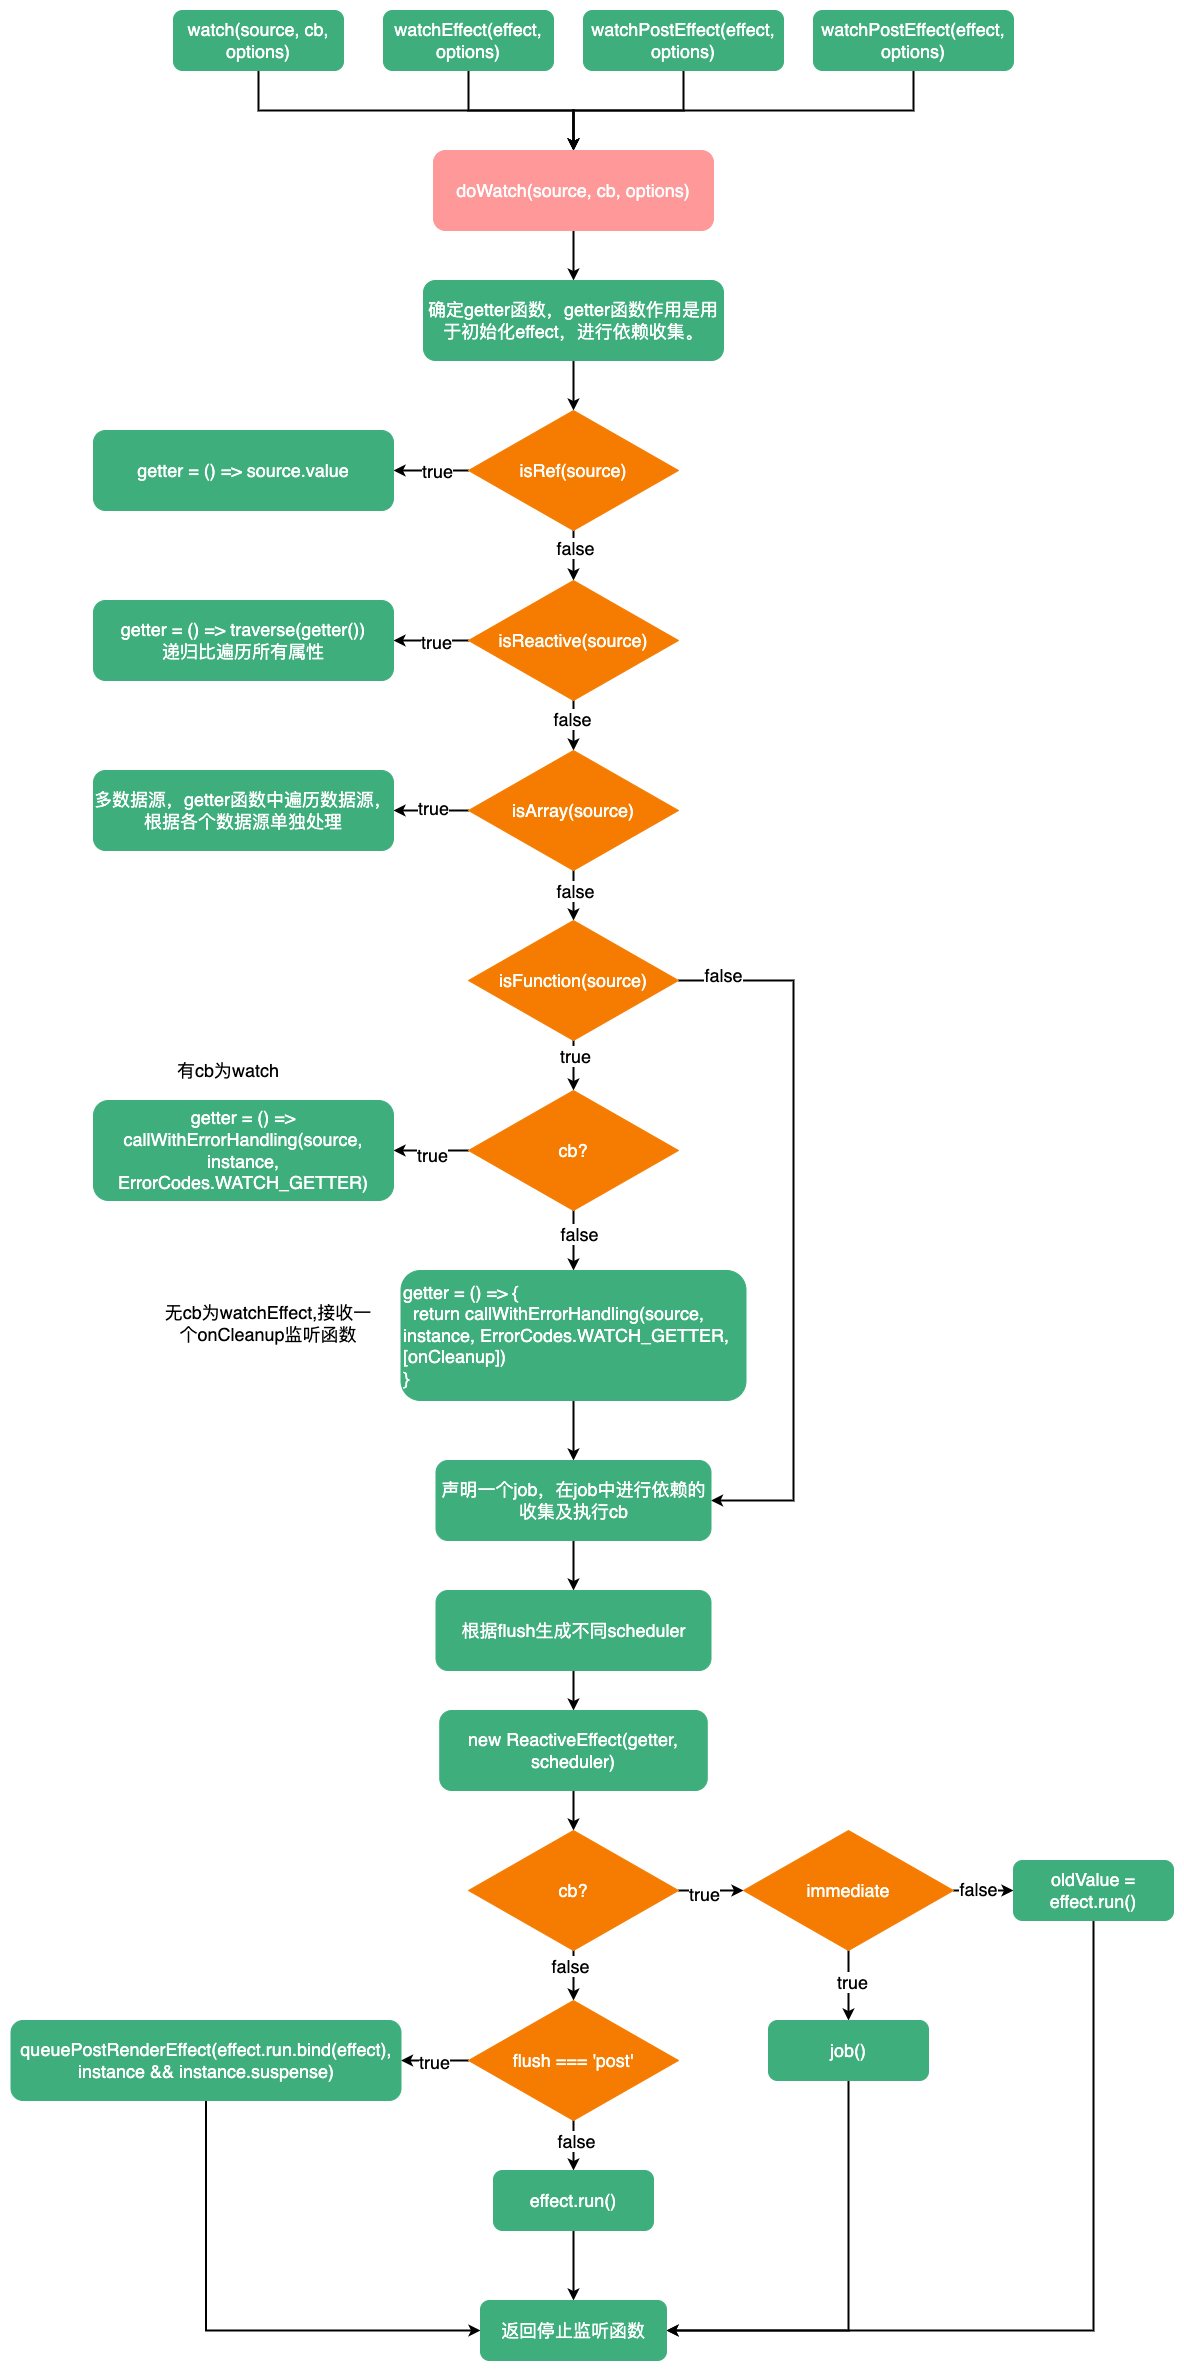 watch(source, cb,
options)
watchEffect(effect,
options)
watchPostEffect(effect,
options)
watchPostEffect(effect,
options)
doWatch(source, cb, options)
确定getter函数，getter函数作用是用
于初始化effect，进行依赖收集。
isRef(source)
true
getter = () => source.value
false
isReactive(source)
true
getter = () => traverse(getter())
递归比遍历所有属性
false
isArray(source)
true
多数据源，getter函数中遍历数据源，
根据各个数据源单独处理
false
isFunction(source)
false
true
有cb为watch
cb?
true
getter = () =>
callWithErrorHandling(source,
instance,
ErrorCodes.WATCH_GETTER)
false
无cb为watchEffect,接收一
个onCleanup监听函数
getter = () => {
return callWithErrorHandling(source,
instance, ErrorCodes.WATCH_GETTER,
[onCleanup])
}
声明一个job，在job中进行依赖的
收集及执行cb
根据flush生成不同scheduler
new ReactiveEffect(getter,
scheduler)
cb?
true
immediate
false
oldValue =
effect.run()
false
true
queuePostRenderEffect(effect.run.bind(effect),
instance && instance.suspense)
true
flush === 'post'
job()
false
effect.run()
返回停止监听函数